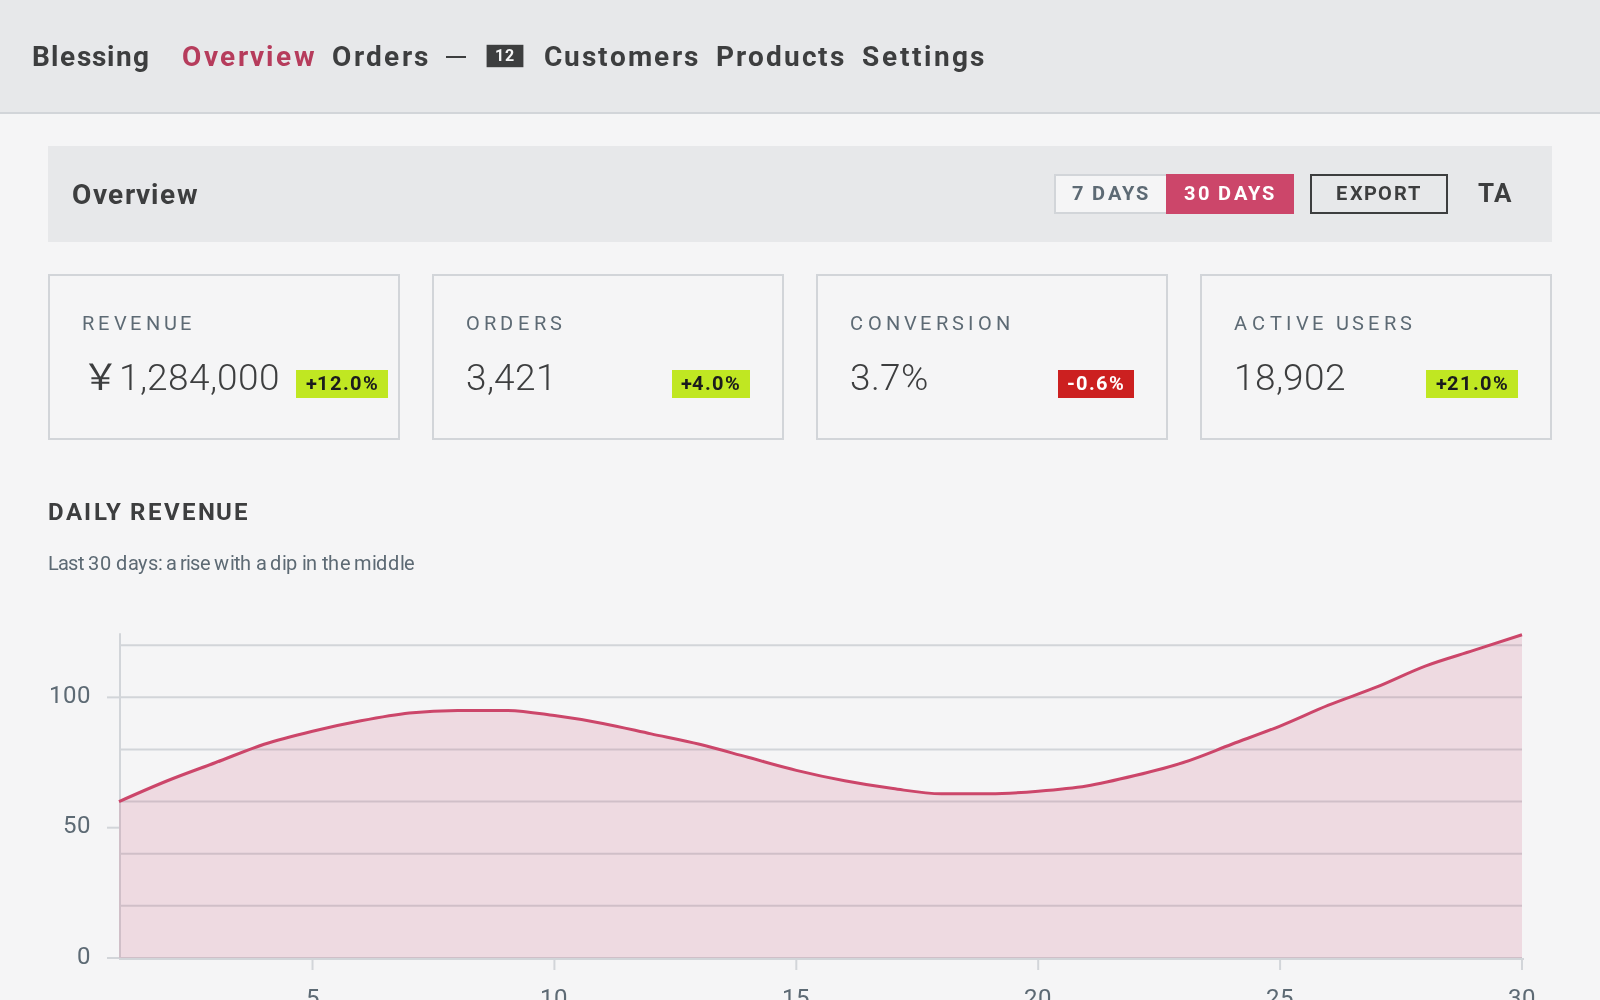 Blessing Overview Orders — 12 Customers Products Settings
Overview 7 DAYS 30 DAYS EXPORT TA
REVENUE ORDERS CONVERSION ACTIVE USERS
¥1,284,000 +12.0% 3,421 +4.0% 3.7% -0.6% 18,902 +21.0%
DAILY REVENUE
Last 30 days: a rise with a dip in the middle
100
50
0
5 10 15 20 25 30